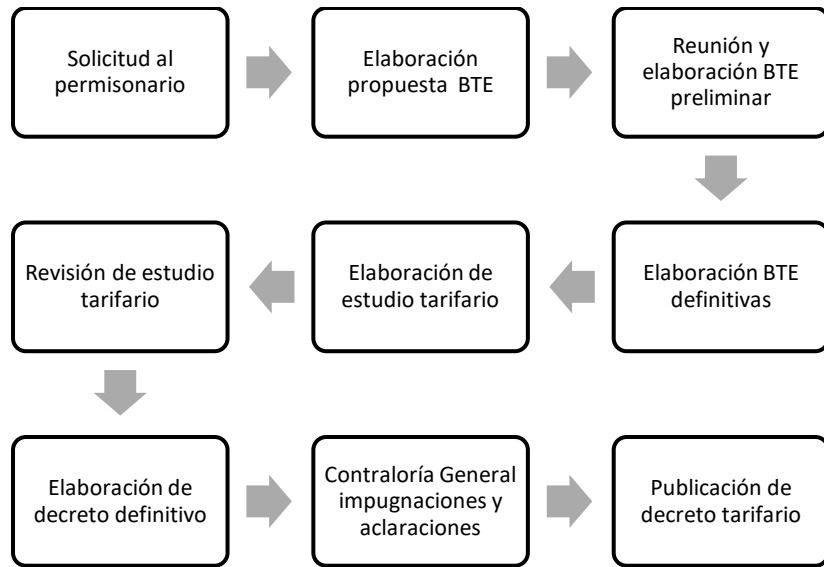 Solicitud al
permisonario
Elaboración
propuesta  BTE
Reunión y
elaboración BTE
preliminar
Elaboración BTE
definitivas
Elaboración de
estudio tarifario
Revisión de estudio
tarifario
Elaboración de
decreto definitivo
Contraloría General
impugnaciones y
aclaraciones
Publicación de
decreto tarifario